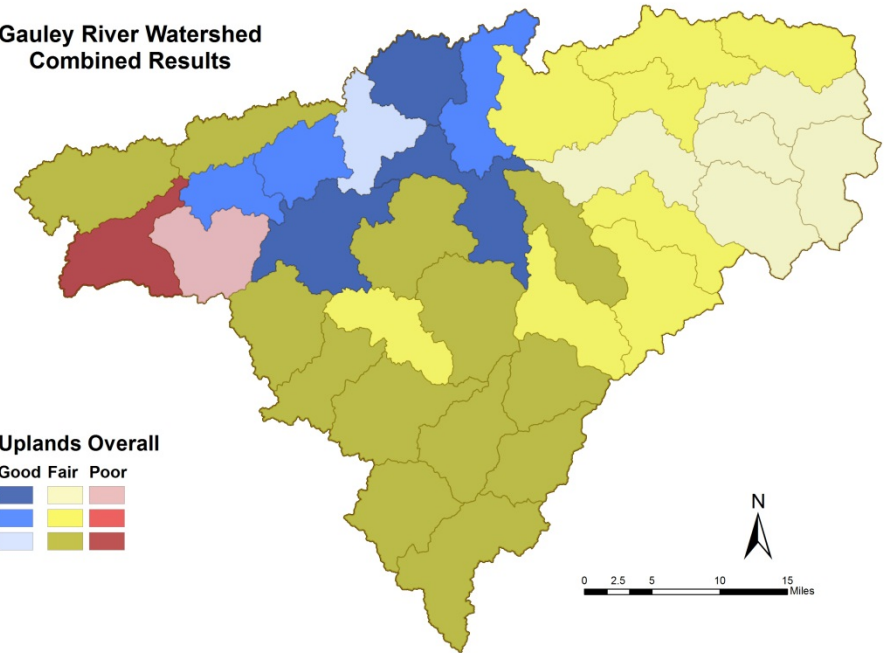 Gauley River Watershed
Combined Results
Uplands Overall
Good Fair Poor
N
0 2.5 5 10 15
Miles